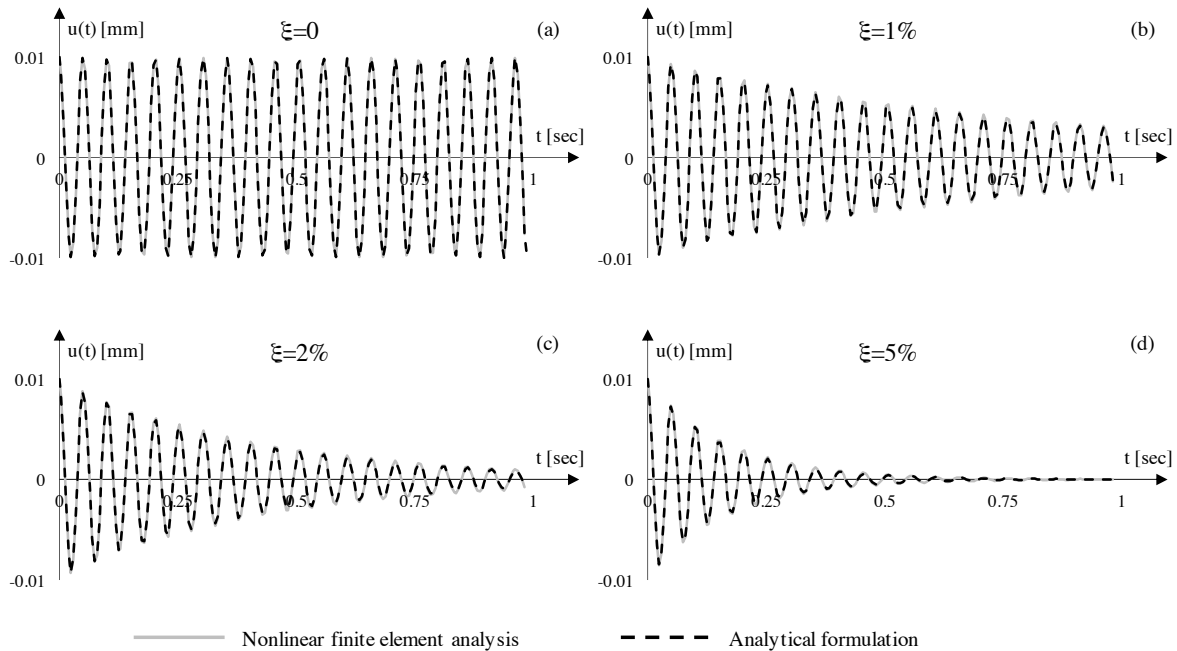 u(t) [mm]
ξ=0
(a)
0.01
t [sec]
0
0
0.25
0.5
0.75
1
-0.01
u(t) [mm]
ξ=1%
(b)
0.01
t [sec]
0
0
0.25
0.5
0.75
1
-0.01
u(t) [mm]
ξ=2%
(c)
0.01
t [sec]
0
0
0.25
0.5
0.75
1
-0.01
u(t) [mm]
ξ=5%
(d)
0.01
t [sec]
0
0
0.25
0.5
0.75
1
-0.01
Nonlinear finite element analysis
Analytical formulation